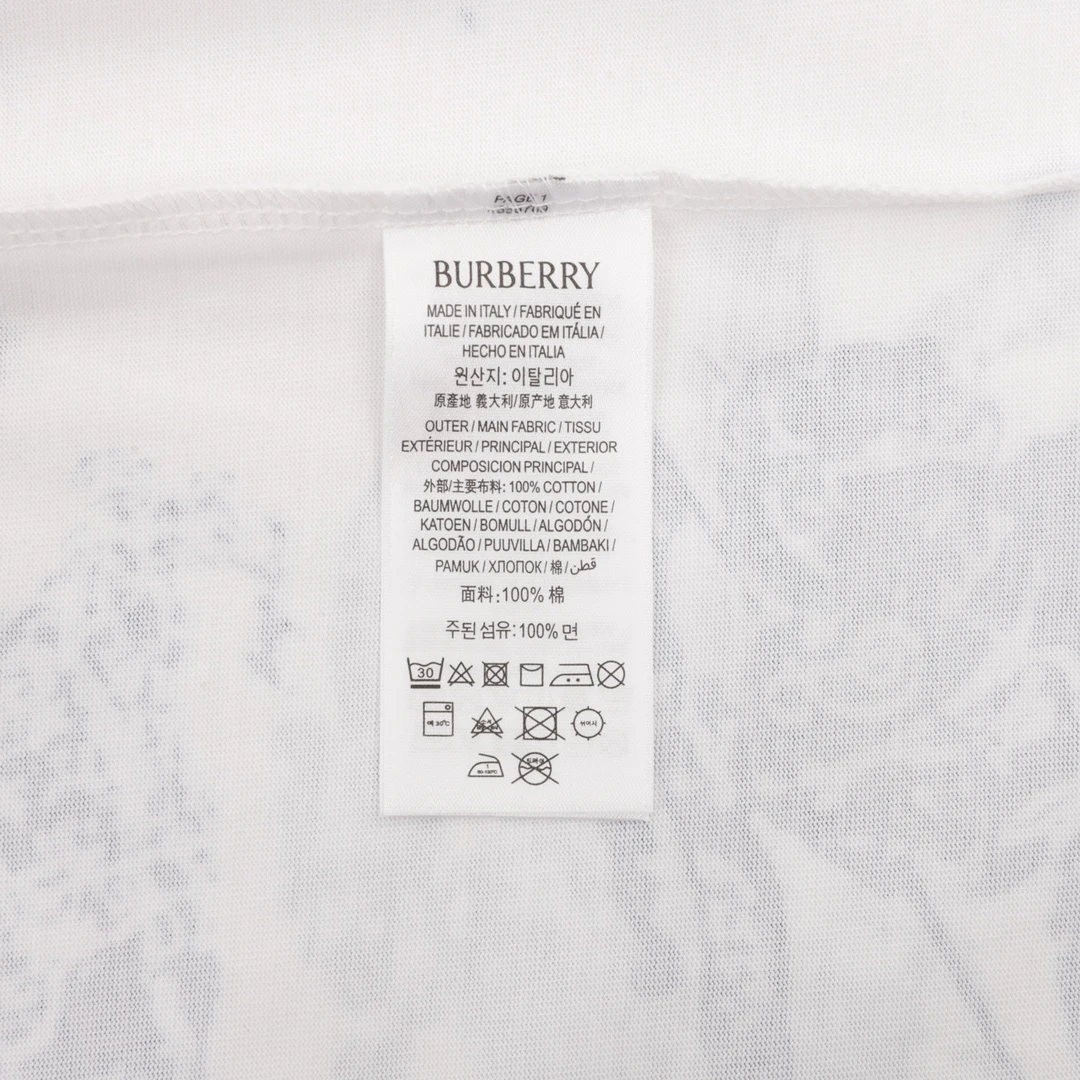 PAGE 1
BURBERRY
MADE IN ITALY / FABRIQUÉ EN
ITALIE / FABRICADO EM ITÁLIA /
HECHO EN ITALIA
원산지: 이탈리아
原產地 義大利/原产地 意大利
OUTER / MAIN FABRIC / TISSU
EXTÉRIEUR / PRINCIPAL / EXTERIOR
COMPOSICION PRINCIPAL /
外部/主要布料: 100% COTTON /
BAUMWOLLE / COTON / COTONE /
KATOEN / BOMULL / ALGODÓN /
ALGODÃO / PUUVILLA / BAMBAKI /
PAMUK / ХЛОПОК / 棉 / قطن
面料:100% 棉
주된 섬유:100% 면
30